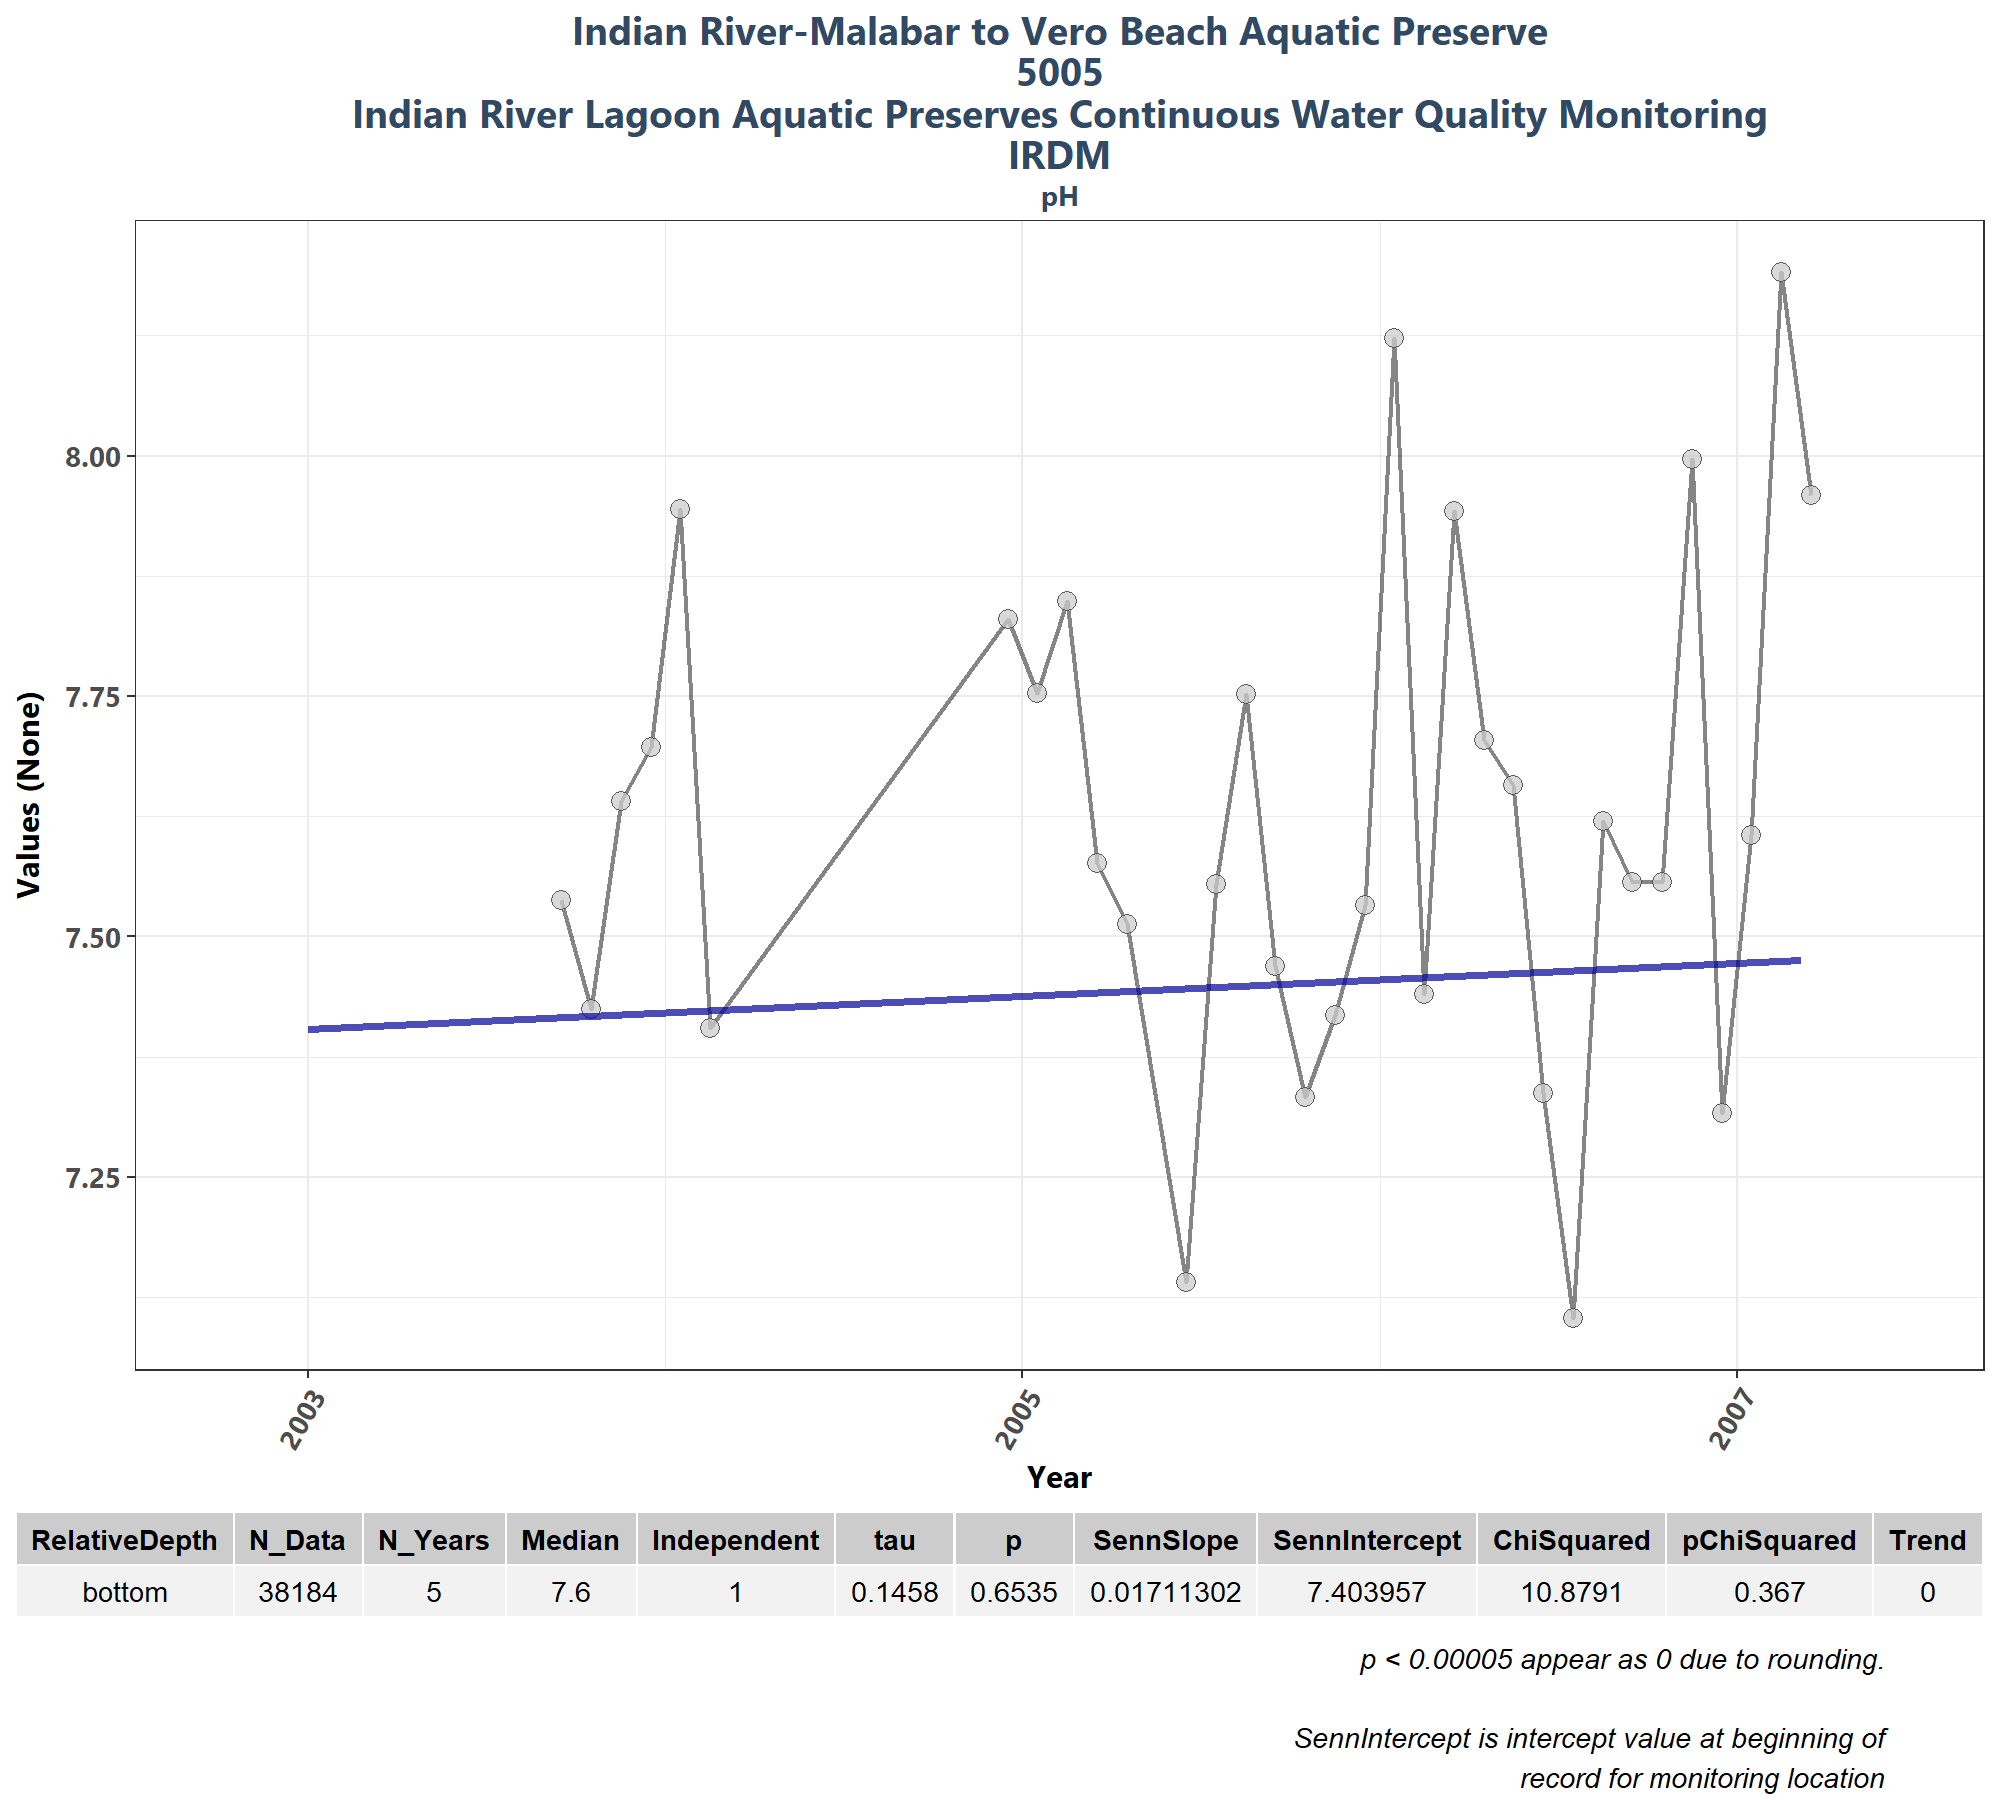 Indian River-Malabar to Vero Beach Aquatic Preserve
5005
Indian River Lagoon Aquatic Preserves Continuous Water Quality Monitoring
IRDM
pH
Values (None)
8.00
7.75
7.50
7.25
2003
2005
2007
Year
RelativeDepth N_Data N_Years Median Independent tau p SennSlope SennIntercept ChiSquared pChiSquared Trend
bottom 38184 5 7.6 1 0.1458 0.6535 0.01711302 7.403957 10.8791 0.367 0
p < 0.00005 appear as 0 due to rounding.
SennIntercept is intercept value at beginning of
record for monitoring location